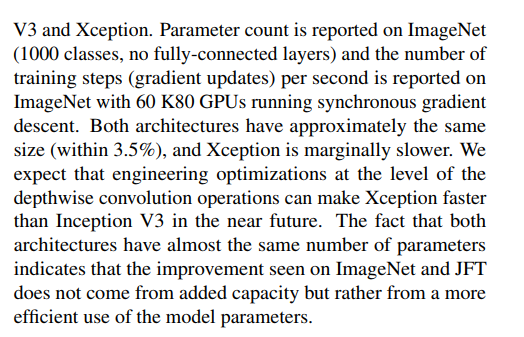 V3 and Xception. Parameter count is reported on ImageNet
(1000 classes, no fully-connected layers) and the number of
training steps (gradient updates) per second is reported on
ImageNet with 60 K80 GPUs running synchronous gradient
descent. Both architectures have approximately the same
size (within 3.5%), and Xception is marginally slower. We
expect that engineering optimizations at the level of the
depthwise convolution operations can make Xception faster
than Inception V3 in the near future. The fact that both
architectures have almost the same number of parameters
indicates that the improvement seen on ImageNet and JFT
does not come from added capacity but rather from a more
efficient use of the model parameters.